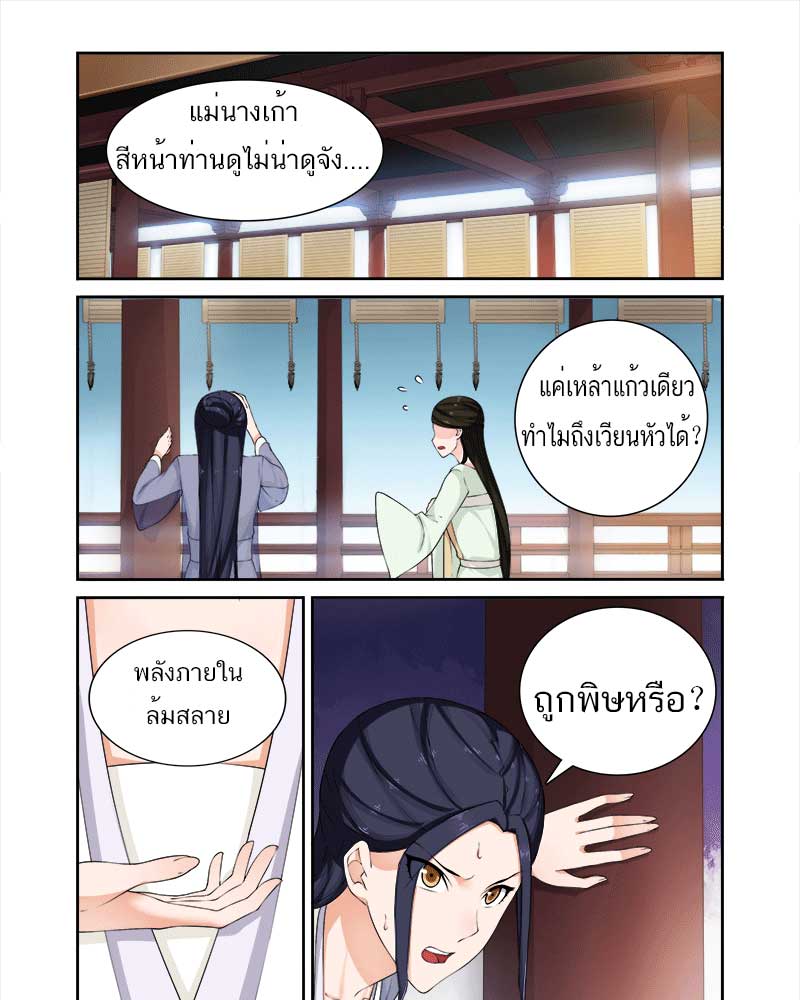 แม่นางเก้า
สีหน้าท่านดูไม่น่าดูจัง....
แค่เหล้าแก้วเดียว
ทำไมถึงเวียนหัวได้?
พลังภายใน
ล้มสลาย
ถูกพิษหรือ?